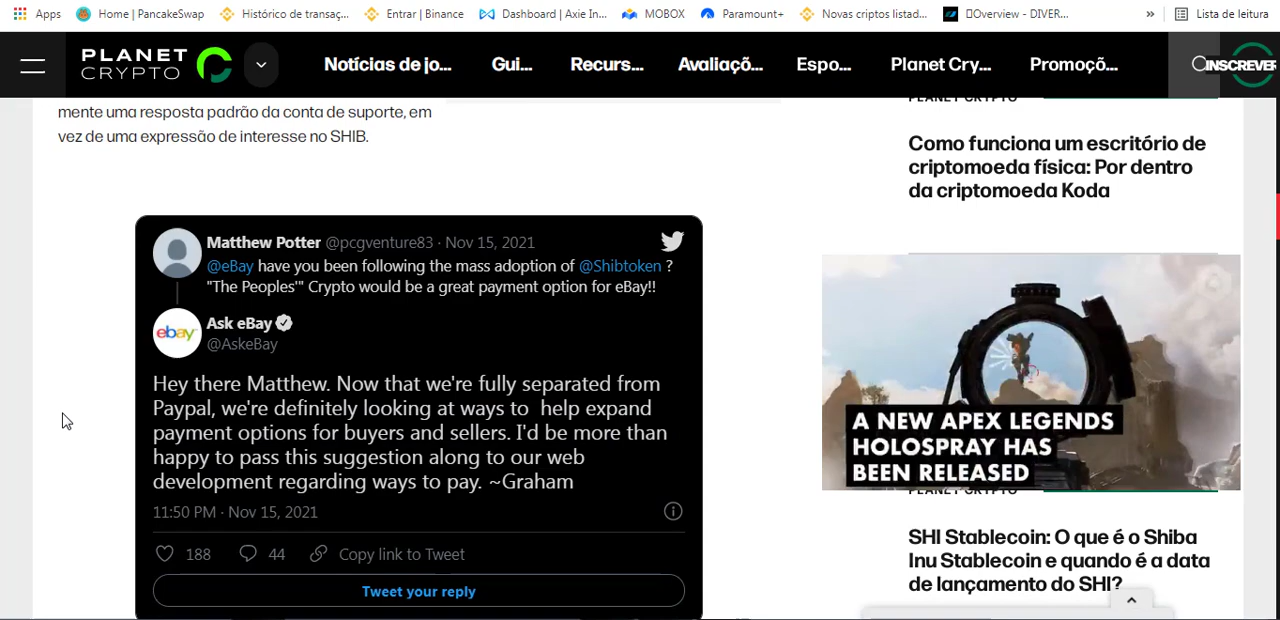 Apps Home | PancakeSwap Histórico de transaç... Entrar | Binance Dashboard | Axie In... MOBOX Paramount+ Novas criptos listad... Overview - DIVER... » Lista de leitura
PLANET
CRYPTO
Notícias de jo... Gui... Recurs... Avaliaçõ... Espo... Planet Cry... Promoçõ... INSCREVER
mente uma resposta padrão da conta de suporte, em
vez de uma expressão de interesse no SHIB.
Matthew Potter @pcgventure83 · Nov 15, 2021
@eBay have you been following the mass adoption of @Shibtoken ?
"The Peoples'" Crypto would be a great payment option for eBay!!
ebay
Ask eBay
@AskeBay
Hey there Matthew. Now that we're fully separated from
Paypal, we're definitely looking at ways to help expand
payment options for buyers and sellers. I'd be more than
happy to pass this suggestion along to our web
development regarding ways to pay. ~Graham
11:50 PM · Nov 15, 2021
188 44 Copy link to Tweet
Tweet your reply
PLANET CRYPTO
Como funciona um escritório de
criptomoeda física: Por dentro
da criptomoeda Koda
A NEW APEX LEGENDS
HOLOSPRAY HAS
BEEN RELEASED
PLANET CRYPTO
SHI Stablecoin: O que é o Shiba
Inu Stablecoin e quando é a data
de lançamento do SHI?